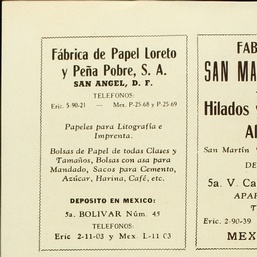 Fábrica de Papel Loreto
y Peña Pobre, S. A.
SAN ANGEL, D. F.
TELEFONOS:
Eric. 5-90-21 — Mex. P-25-68 y P-25-69
Papeles para Litografía e
Imprenta.
Bolsas de Papel de todas Clases y
Tamaños, Bolsas con asa para
Mandado, Sacos para Cemento,
Azúcar, Harina, Café, etc.
DEPOSITO EN MEXICO:
5a. BOLIVAR Núm. 45
TELEFONOS:
Eric 2-11-03 y Mex.
FAB
SAN MA
Hilados y
A
San Martín
DE
5a. V. Ca
APAR
T
Eric. 2-90-39
MEX